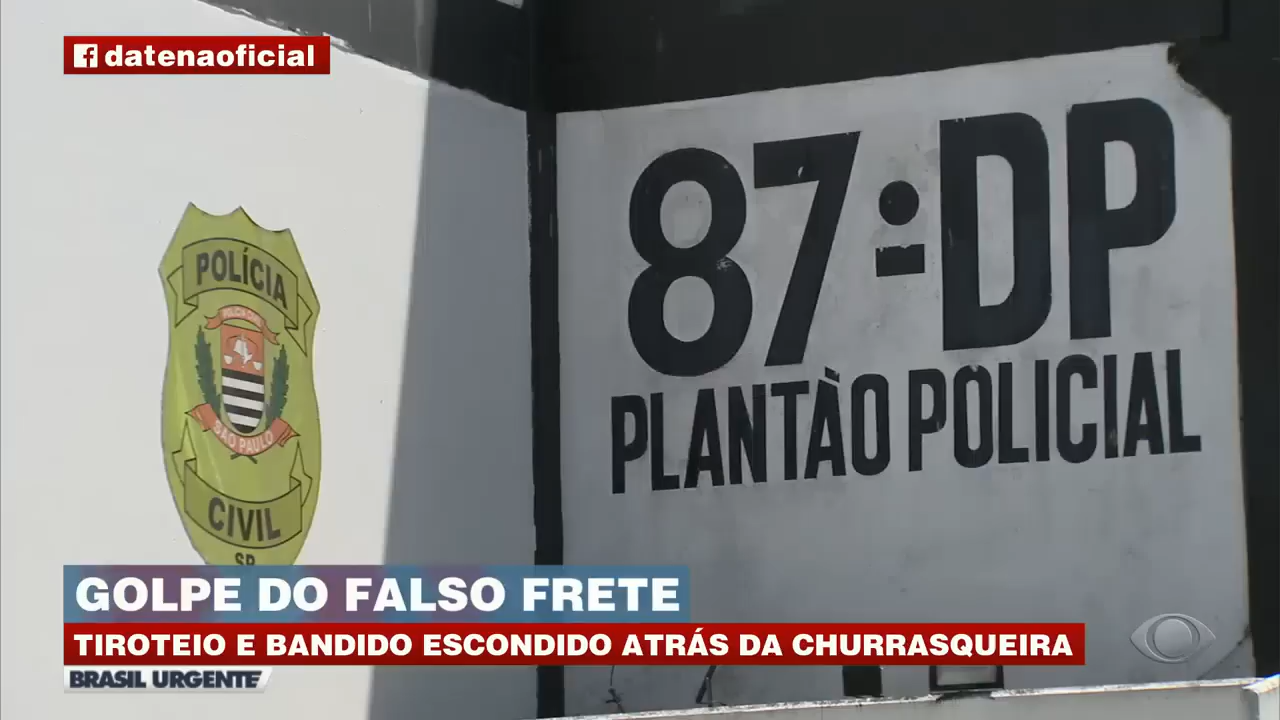 datenaoficial
POLÍCIA
SÃO PAULO
CIVIL
SP
87º DP
PLANTÃO POLICIAL
GOLPE DO FALSO FRETE
TIROTEIO E BANDIDO ESCONDIDO ATRÁS DA CHURRASQUEIRA
BRASIL URGENTE